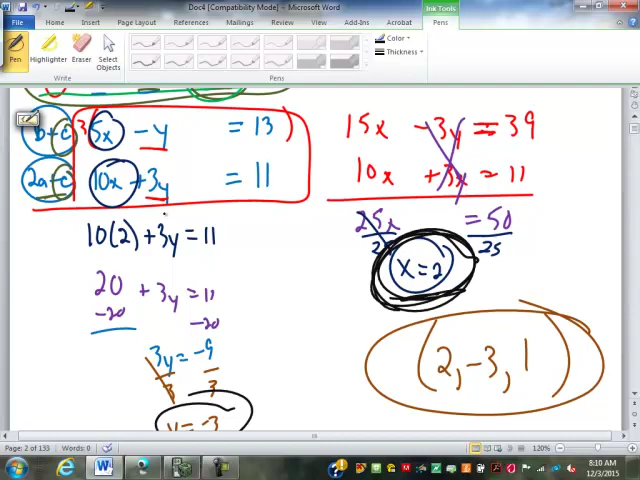 Doc4 [Compatibility Mode] - Microsoft Word
Ink Tools
File Home Insert Page Layout References Mailings Review View Add-Ins Acrobat Pens
Pen Highlighter Eraser Select Objects
Color
Thickness
Write Pens
b+c 3(5x -y = 13)
2a+c 10x +3y = 11
15x -3y = 39
10x +3x = 11
25x = 50
25 25
x = 2
10(2) +3y = 11
20 + 3y = 11
-20 -20
3y = -9
3 3
y = -3
(2, -3, 1)
Page: 2 of 133 Words: 0 120%
8:10 AM
12/3/2015